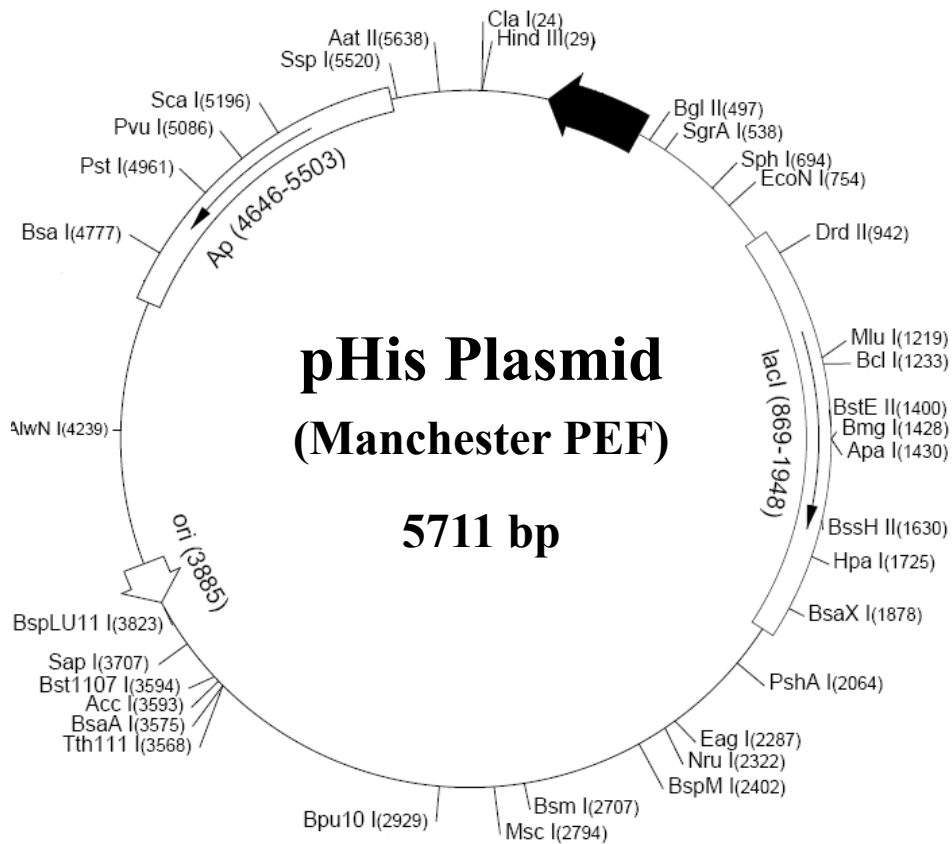 Cla I(24)
Hind III(29)
Aat II(5638)
Ssp I(5520)
Sca I(5196)
Pvu I(5086)
Pst I(4961)
Bsa I(4777)
Ap (4646-5503)
Bgl II(497)
SgrA I(538)
Sph I(694)
EcoN I(754)
Drd II(942)
Mlu I(1219)
Bcl I(1233)
BstE II(1400)
Bmg I(1428)
Apa I(1430)
lacI (869-1948)
BssH II(1630)
Hpa I(1725)
BsaX I(1878)
PshA I(2064)
Eag I(2287)
Nru I(2322)
BspM I(2402)
Bsm I(2707)
Msc I(2794)
Bpu10 I(2929)
pHis Plasmid
(Manchester PEF)
5711 bp
AlwN I(4239)
ori (3885)
BspLU11 I(3823)
Sap I(3707)
Bst1107 I(3594)
Acc I(3593)
BsaA I(3575)
Tth111 I(3568)